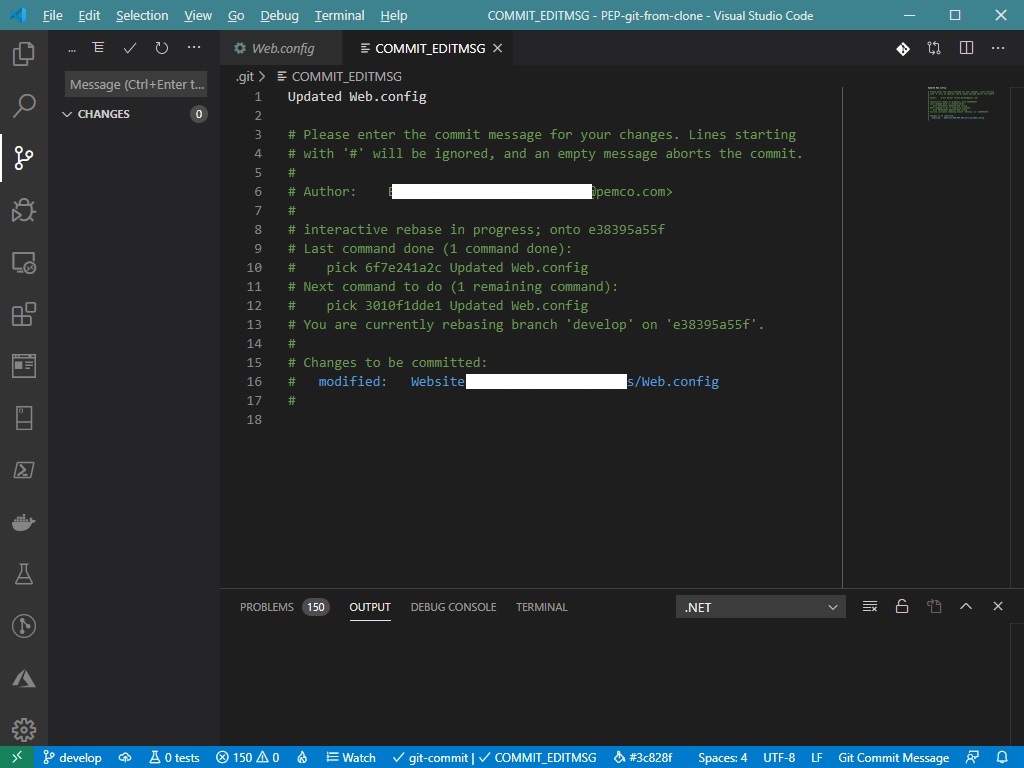 File Edit Selection View Go Debug Terminal Help COMMIT_EDITMSG - PEP-git-from-clone - Visual Studio Code
Web.config COMMIT_EDITMSG
Message (Ctrl+Enter t...
CHANGES 0
.git > COMMIT_EDITMSG
1 Updated Web.config
2
3 # Please enter the commit message for your changes. Lines starting
4 # with '#' will be ignored, and an empty message aborts the commit.
5 #
6 # Author: @pemco.com>
7 #
8 # interactive rebase in progress; onto e38395a55f
9 # Last command done (1 command done):
10 # pick 6f7e241a2c Updated Web.config
11 # Next command to do (1 remaining command):
12 # pick 3010f1dde1 Updated Web.config
13 # You are currently rebasing branch 'develop' on 'e38395a55f'.
14 #
15 # Changes to be committed:
16 # modified: Website s/Web.config
17 #
18
PROBLEMS 150 OUTPUT DEBUG CONSOLE TERMINAL .NET
develop 0 tests 150 0 Watch git-commit | COMMIT_EDITMSG #3c828f Spaces: 4 UTF-8 LF Git Commit Message